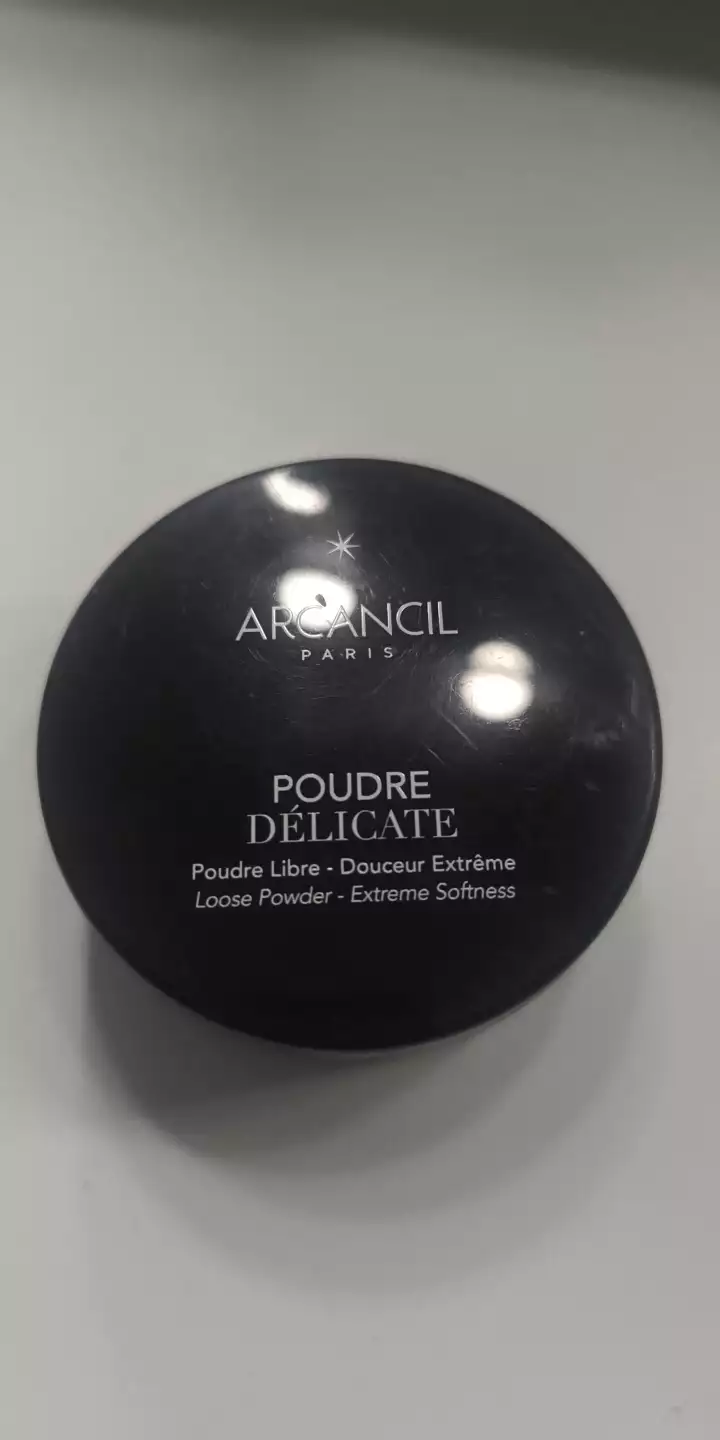 ARCANCIL
PARIS
POUDRE
DÉLICATE
Poudre Libre - Douceur Extrême
Loose Powder - Extreme Softness